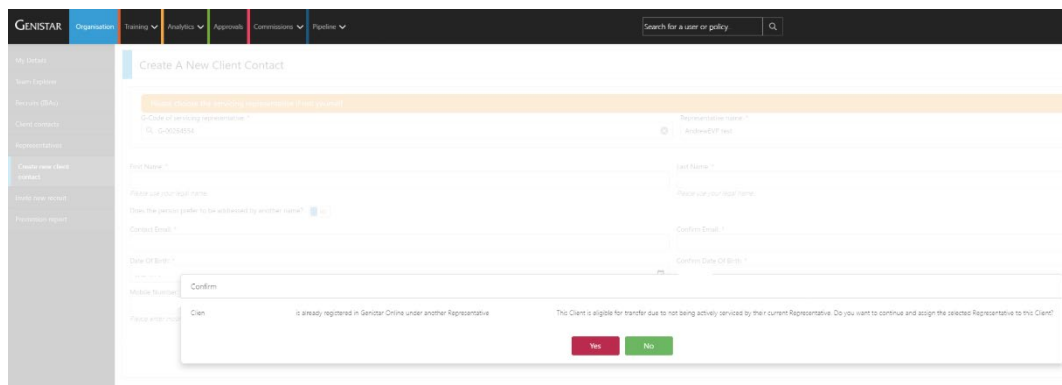 GENISTAR Organisation Training Analytics Approvals Commissions Pipeline Search for a user or policy
My Details
Team Explorer
Client contacts
Representatives
Create new client contact
Create A New Client Contact
Please choose the servicing representative if not yourself
G-Code of servicing representative: *
Representative name: *
First Name: *
Last Name: *
Please use your legal name
Please use your legal name
Does the person prefer to be addressed by another name?
Contact Email: *
Confirm Email: *
Date Of Birth: *
Confirm Date Of Birth: *
Mobile Number
Confirm
Clien is already registered in Genistar Online under another Representative This Client is eligible for transfer due to not being actively serviced by their current Representative. Do you want to continue and assign the selected Representative to this Client?
Yes No